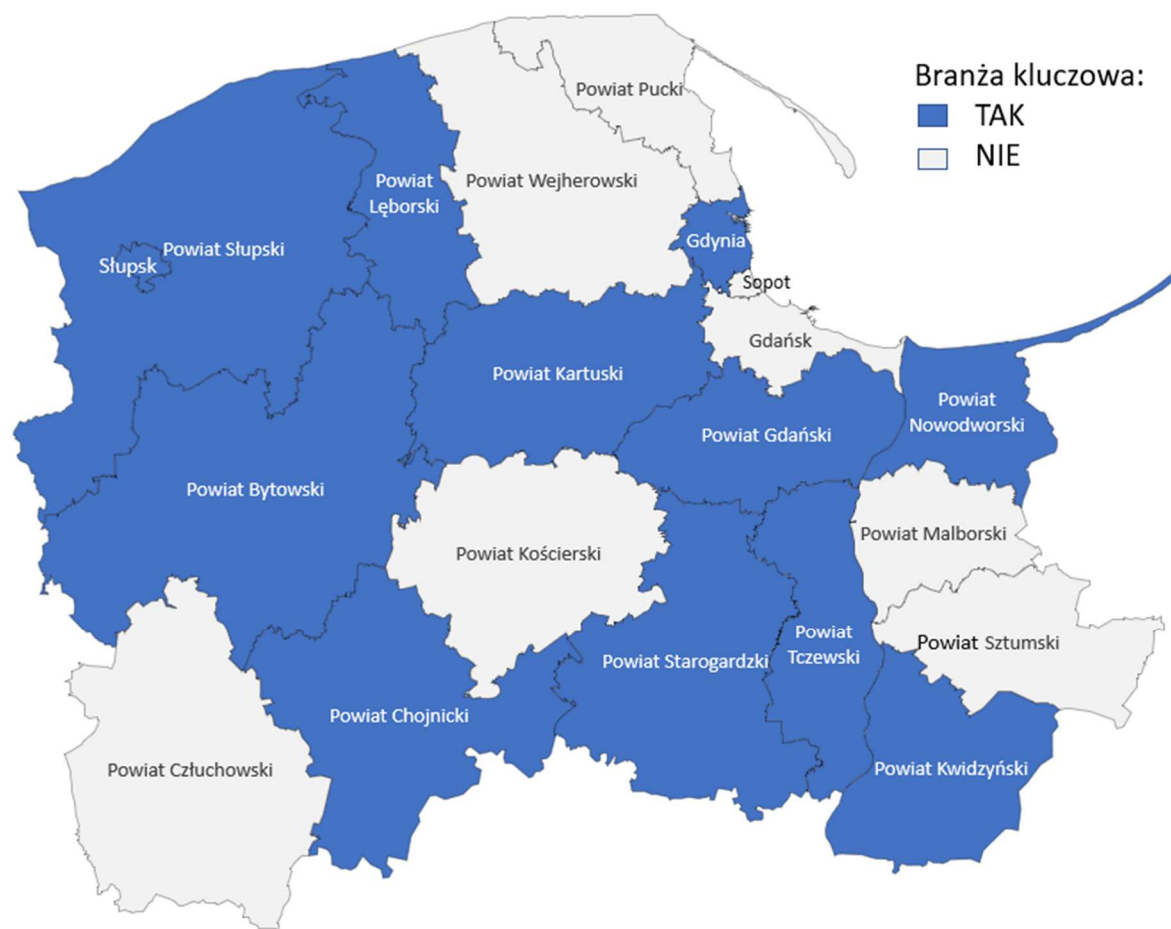 Branża kluczowa:
TAK
NIE
Powiat Pucki
Powiat Wejherowski
Powiat
Lęborski
Powiat Słupski
Słupsk
Gdynia
Sopot
Gdańsk
Powiat Kartuski
Powiat
Nowodworski
Powiat Gdański
Powiat Bytowski
Powiat Malborski
Powiat Kościerski
Powiat
Tczewski
Powiat Sztumski
Powiat Starogardzki
Powiat Chojnicki
Powiat Człuchowski
Powiat Kwidzyński